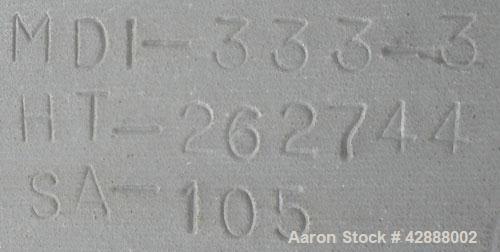 MDI-333-3
HT-262744
SA-105
Aaron Stock # 42888002